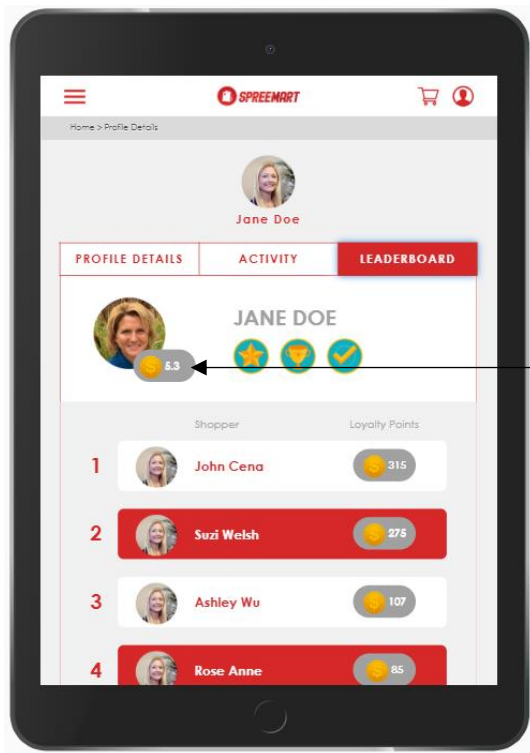 SPREEMART
Home > Profile Details
Jane Doe
PROFILE DETAILS ACTIVITY LEADERBOARD
JANE DOE
5.3
Shopper Loyalty Points
1 John Cena 315
2 Suzi Welsh 275
3 Ashley Wu 107
4 Rose Anne 85